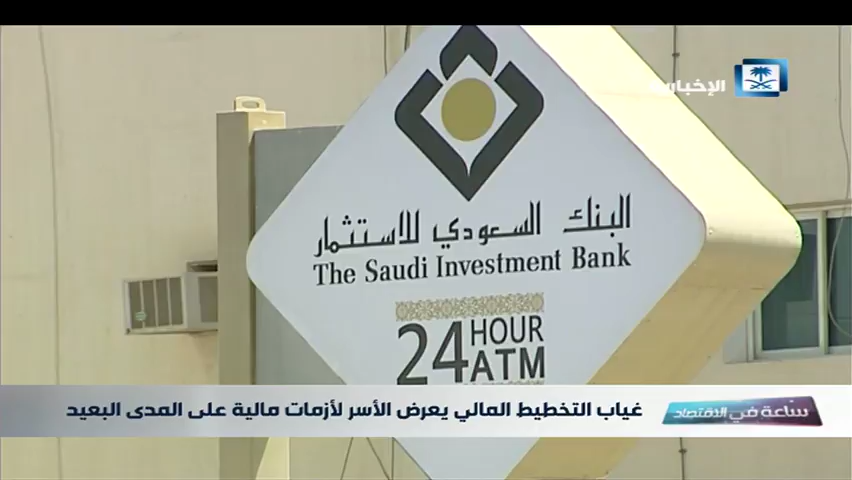 الإخبارية
البنك السعودي للاستثمار
The Saudi Investment Bank
24 HOUR
ATM
ساعة في الاقتصاد
غياب التخطيط المالي يعرض الأسر لأزمات مالية على المدى البعيد